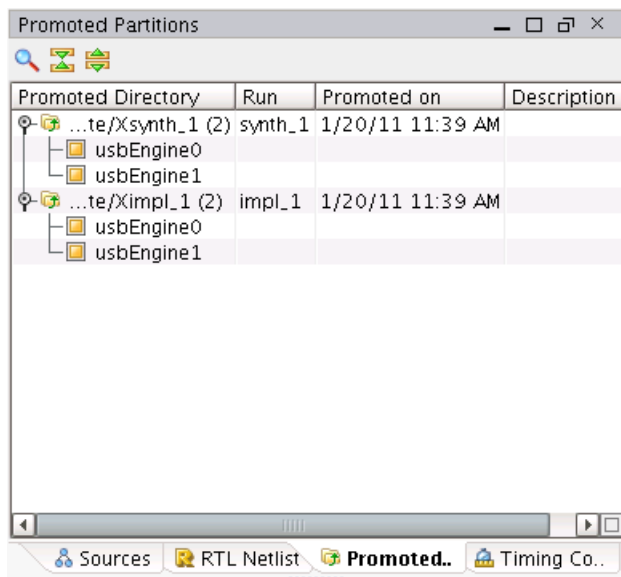 Promoted Partitions
Promoted Directory Run Promoted on Description
...te/Xsynth_1 (2) synth_1 1/20/11 11:39 AM
usbEngine0
usbEngine1
...te/Ximpl_1 (2) impl_1 1/20/11 11:39 AM
usbEngine0
usbEngine1
Sources RTL Netlist Promoted.. Timing Co..